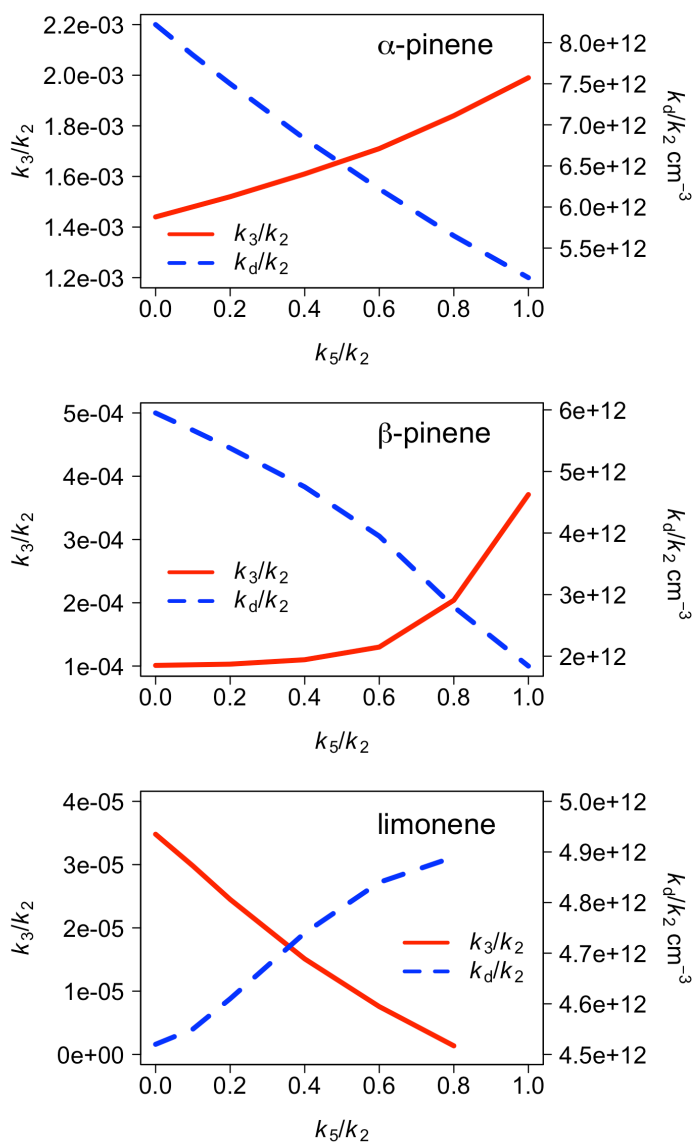 α-pinene
k3/k2
2.2e-03
2.0e-03
1.8e-03
1.6e-03
1.4e-03
1.2e-03
8.0e+12
7.5e+12
7.0e+12
6.5e+12
6.0e+12
5.5e+12
kd/k2 cm−3
k3/k2
kd/k2
0.0 0.2 0.4 0.6 0.8 1.0
k5/k2
β-pinene
k3/k2
5e-04
4e-04
3e-04
2e-04
1e-04
6e+12
5e+12
4e+12
3e+12
2e+12
kd/k2 cm−3
k3/k2
kd/k2
0.0 0.2 0.4 0.6 0.8 1.0
k5/k2
limonene
k3/k2
4e-05
3e-05
2e-05
1e-05
0e+00
5.0e+12
4.9e+12
4.8e+12
4.7e+12
4.6e+12
4.5e+12
kd/k2 cm−3
k3/k2
kd/k2
0.0 0.2 0.4 0.6 0.8 1.0
k5/k2